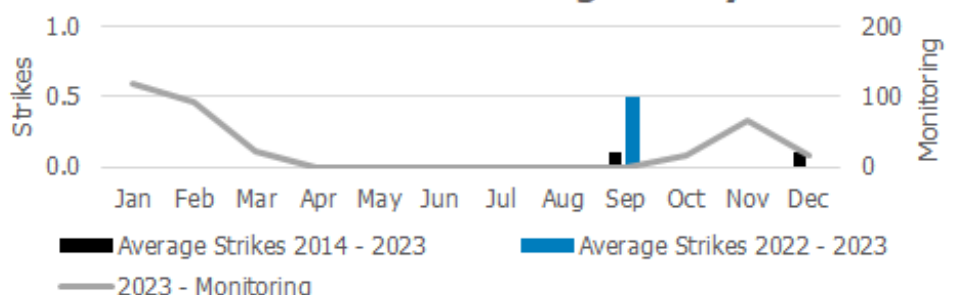 1.0
200
0.5
100
0.0
0
Strikes
Monitoring
Jan Feb Mar Apr May Jun Jul Aug Sep Oct Nov Dec
Average Strikes 2014 - 2023
Average Strikes 2022 - 2023
2023 - Monitoring